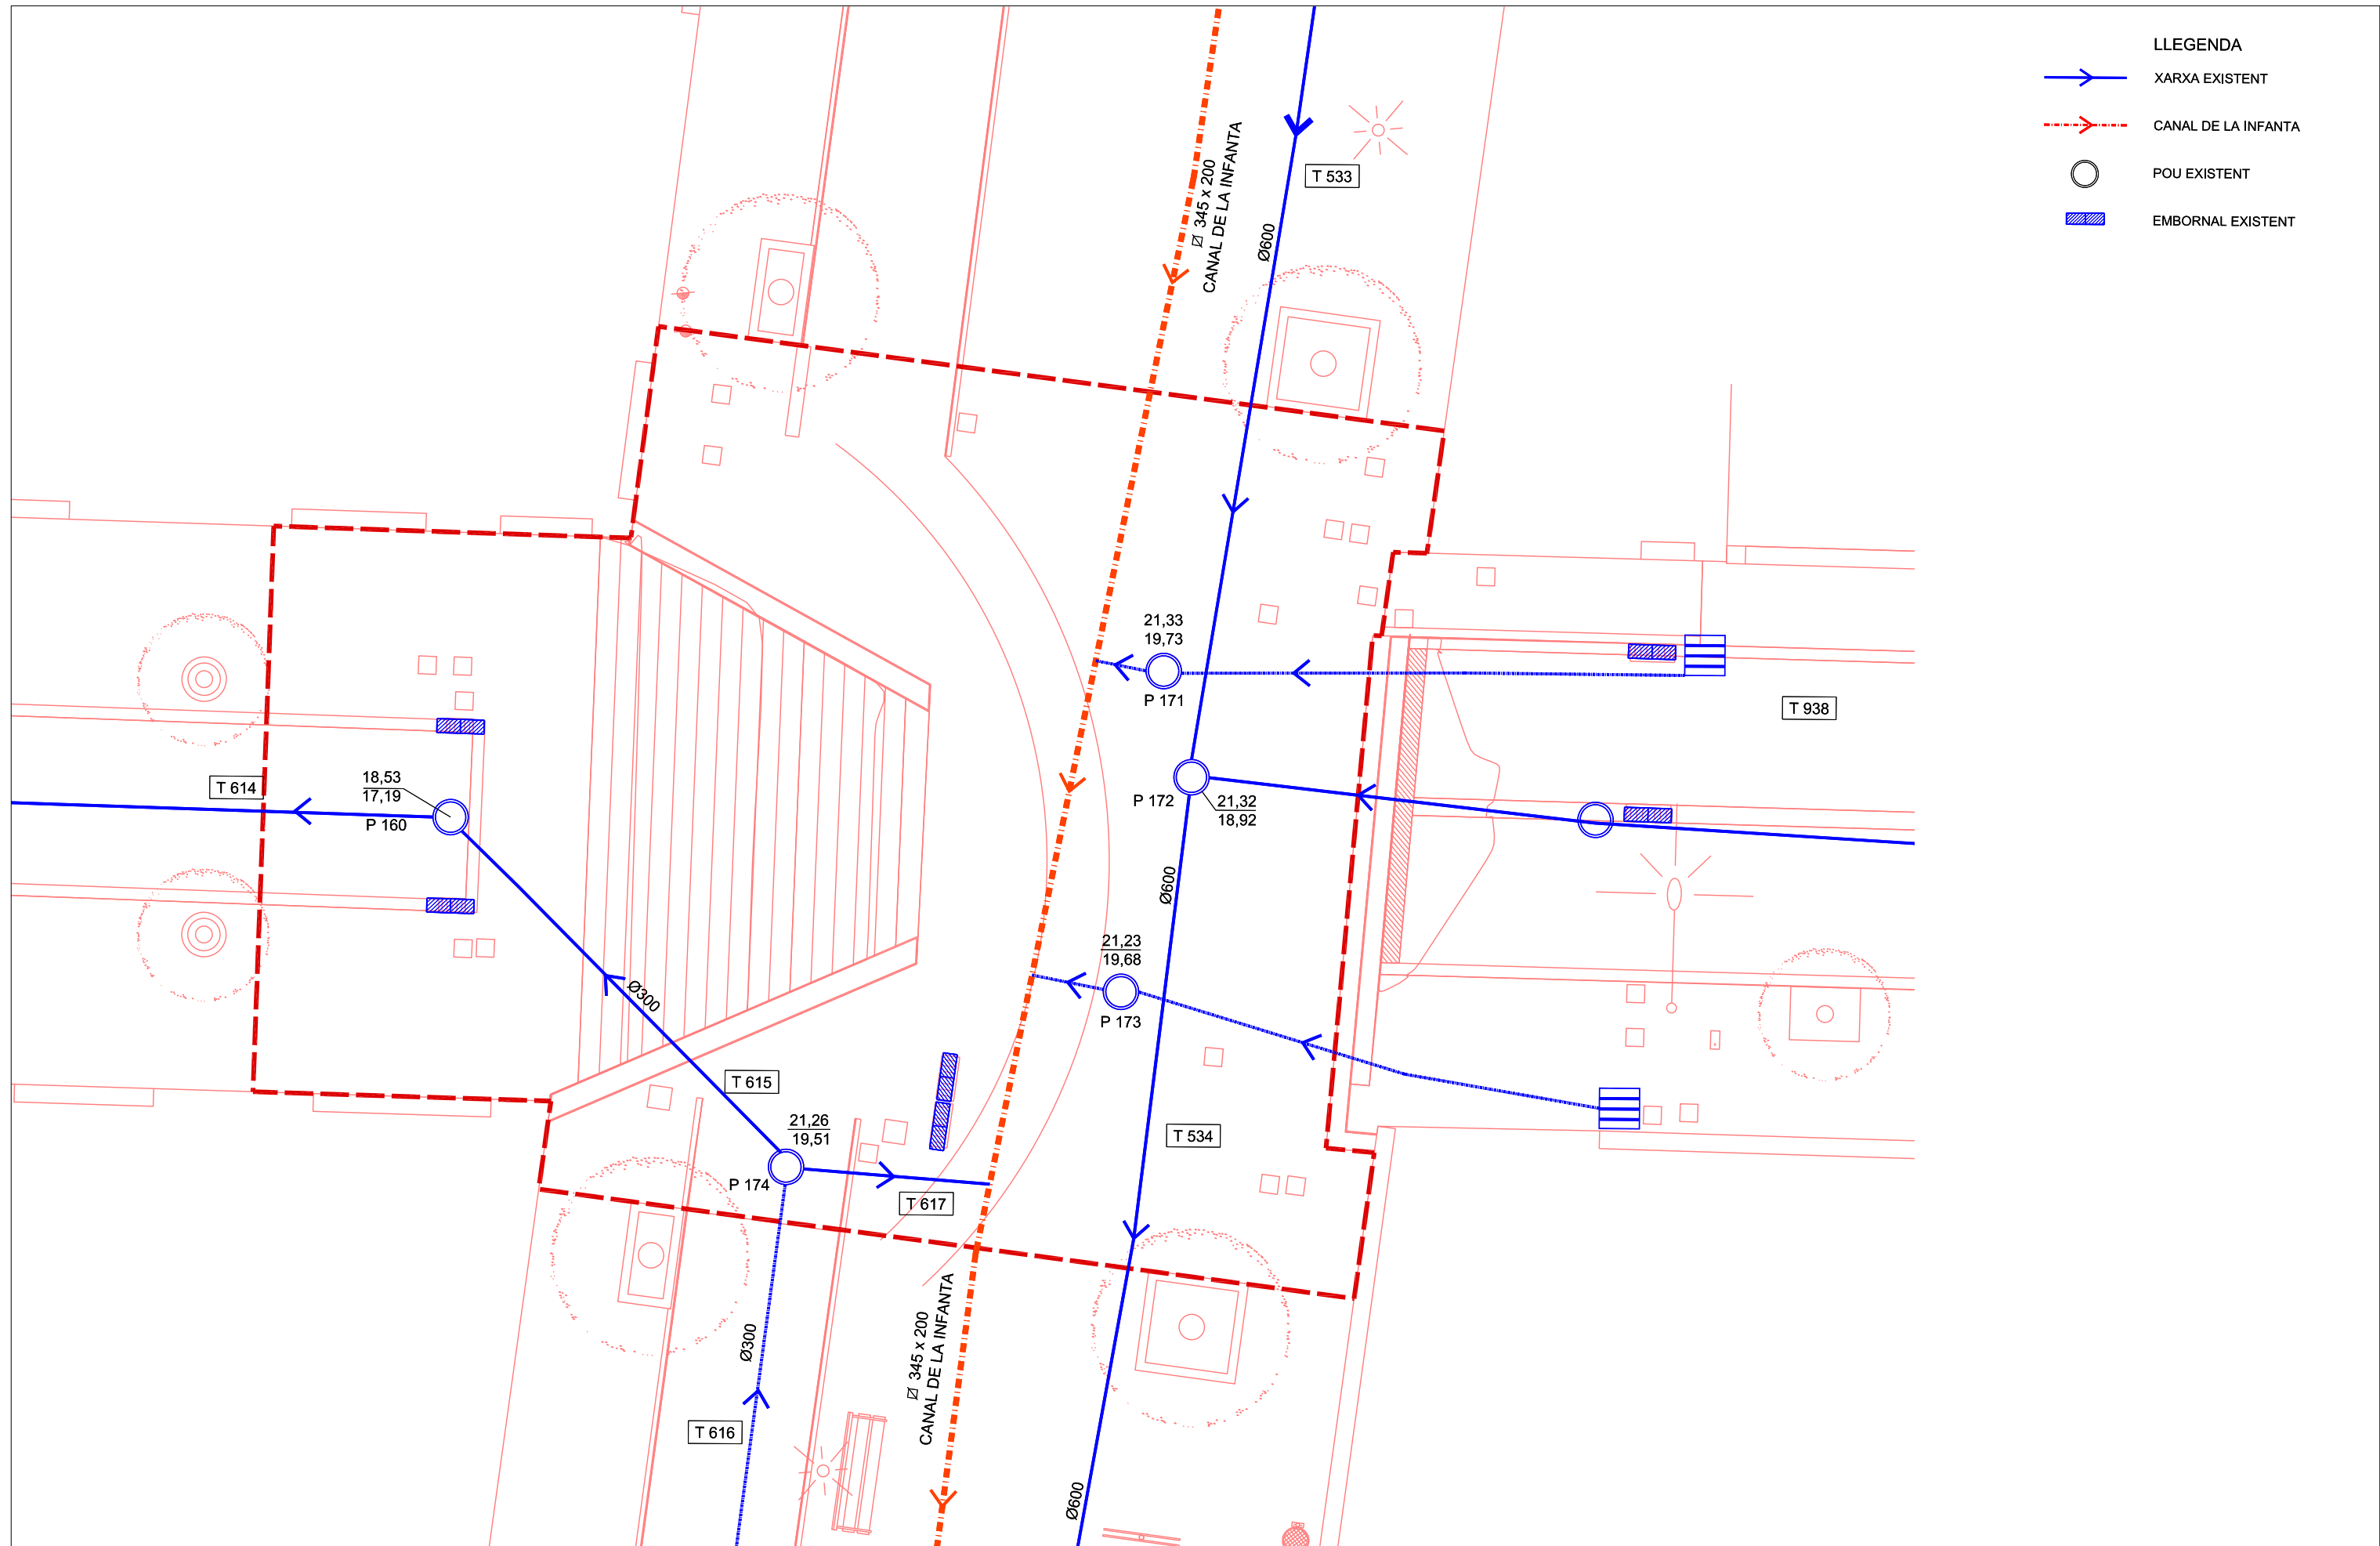 LLEGENDA
XARXA EXISTENT
CANAL DE LA INFANTA
POU EXISTENT
EMBORNAL EXISTENT
345 x 200
CANAL DE LA INFANTA
T 533
Ø600
21,33
19,73
P 171
T 938
T 614
18,53
17,19
P 160
P 172
21,32
18,92
Ø600
21,23
19,68
P 173
Ø300
T 615
21,26
19,51
P 174
T 534
T 617
345 x 200
CANAL DE LA INFANTA
Ø300
T 616
Ø600